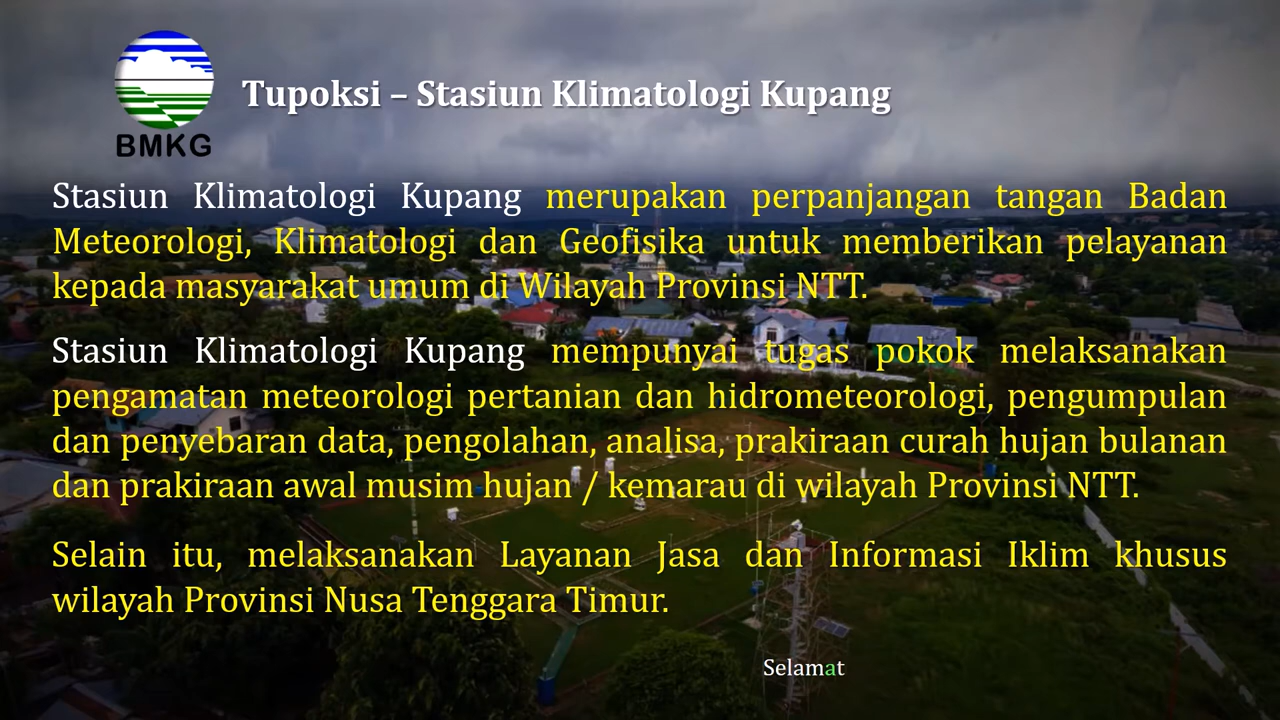 BMKG
Tupoksi – Stasiun Klimatologi Kupang
Stasiun Klimatologi Kupang merupakan perpanjangan tangan Badan
Meteorologi, Klimatologi dan Geofisika untuk memberikan pelayanan
kepada masyarakat umum di Wilayah Provinsi NTT.
Stasiun Klimatologi Kupang mempunyai tugas pokok melaksanakan
pengamatan meteorologi pertanian dan hidrometeorologi, pengumpulan
dan penyebaran data, pengolahan, analisa, prakiraan curah hujan bulanan
dan prakiraan awal musim hujan / kemarau di wilayah Provinsi NTT.
Selain itu, melaksanakan Layanan Jasa dan Informasi Iklim khusus
wilayah Provinsi Nusa Tenggara Timur.
Selamat